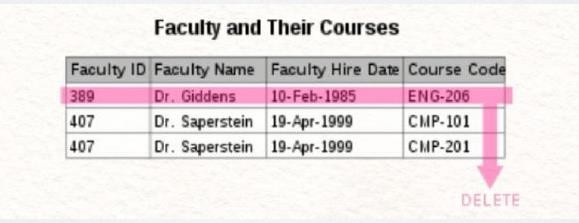 Faculty and Their Courses
Faculty ID Faculty Name Faculty Hire Date Course Code
389 Dr. Giddens 10-Feb-1985 ENG-206
407 Dr. Saperstein 19-Apr-1999 CMP-101
407 Dr. Saperstein 19-Apr-1999 CMP-201
DELETE